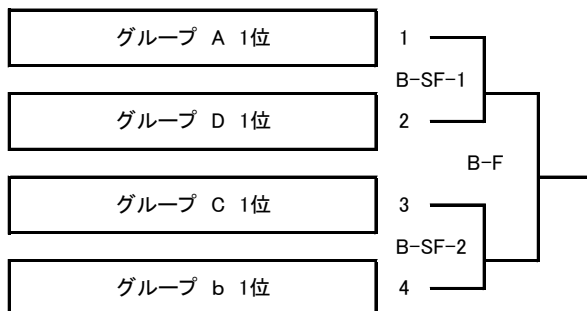 グループ A 1位 1
B-SF-1
グループ D 1位 2
B-F
グループ C 1位 3
B-SF-2
グループ b 1位 4